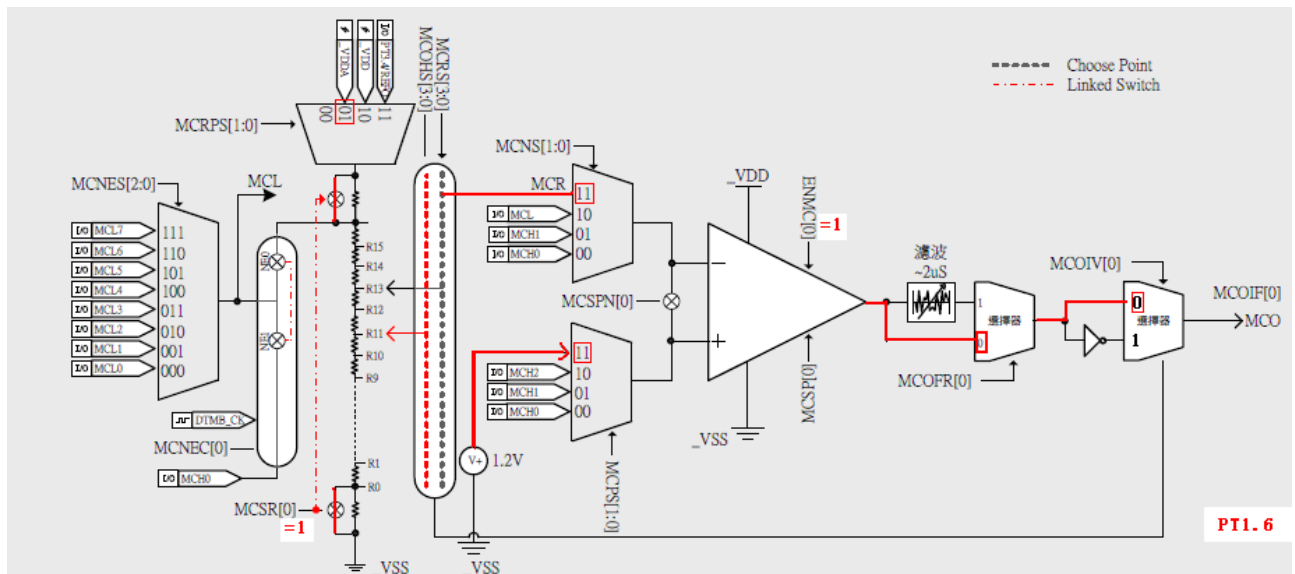 _VDDA
_VDD
I/O PT3.4/REFO
00
01
10
11
MCRPS[1:0]
MCOHS[3:0]
MCRS[3:0]
Choose Point
Linked Switch
MCNES[2:0]
MCL
I/O MCL7 111
I/O MCL6 110
I/O MCL5 101
I/O MCL4 100
I/O MCL3 011
I/O MCL2 010
I/O MCL1 001
I/O MCL0 000
NE0
NE1
DTMB_CK
MCNEC[0]
I/O MCH0
MCSR[0]
=1
R15
R14
R13
R12
R11
R10
R9
R1
R0
_VSS
MCNS[1:0]
MCR 11
I/O MCL 10
I/O MCH1 01
I/O MCH0 00
MCSPN[0]
11
I/O MCH2 10
I/O MCH1 01
I/O MCH0 00
MCPS[1:0]
V+ 1.2V
_VSS
_VDD
ENMC[0]
=1
−
+
MCSP[0]
_VSS
濾波
~2uS
1
選擇器
0
MCOFR[0]
MCOIV[0]
0
選擇器
1
MCOIF[0]
MCO
PT1.6